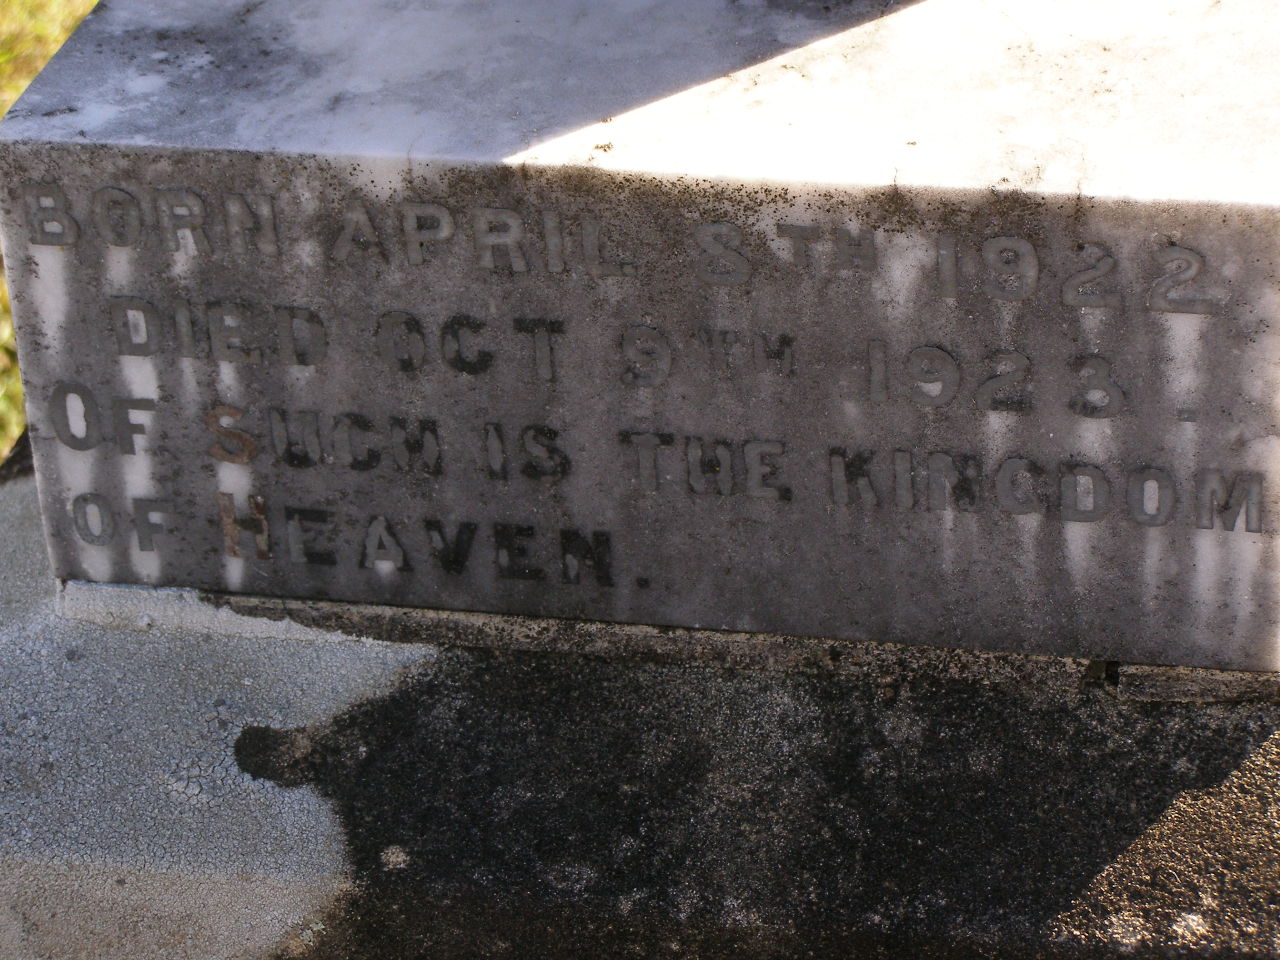 BORN APRIL 8TH 1922
DIED OCT 9TH 1923.
OF SUCH IS THE KINGDOM
OF HEAVEN.